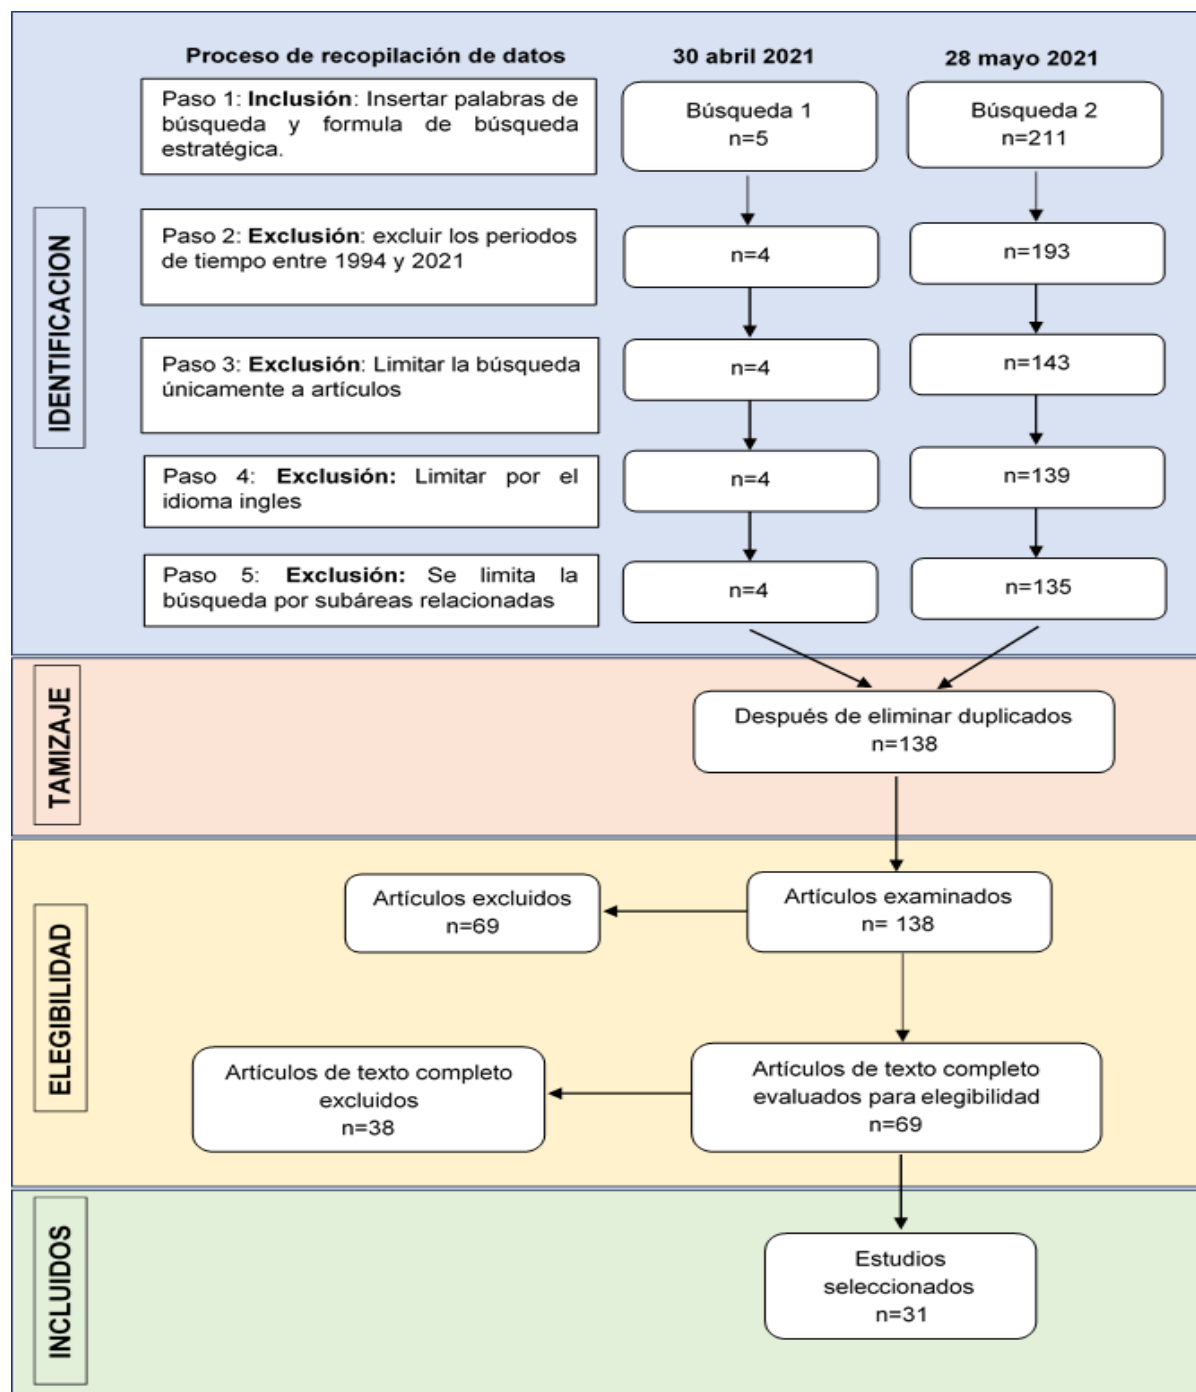 Proceso de recopilación de datos
30 abril 2021
28 mayo 2021
IDENTIFICACION
Paso 1: Inclusión: Insertar palabras de
búsqueda y formula de búsqueda
estratégica.
Búsqueda 1
n=5
Búsqueda 2
n=211
Paso 2: Exclusión: excluir los periodos
de tiempo entre 1994 y 2021
n=4
n=193
Paso 3: Exclusión: Limitar la búsqueda
únicamente a artículos
n=4
n=143
Paso 4: Exclusión: Limitar por el
idioma ingles
n=4
n=139
Paso 5: Exclusión: Se limita la
búsqueda por subáreas relacionadas
n=4
n=135
TAMIZAJE
Después de eliminar duplicados
n=138
ELEGIBILIDAD
Artículos excluidos
n=69
Artículos examinados
n= 138
Artículos de texto completo
excluidos
n=38
Artículos de texto completo
evaluados para elegibilidad
n=69
INCLUIDOS
Estudios
seleccionados
n=31